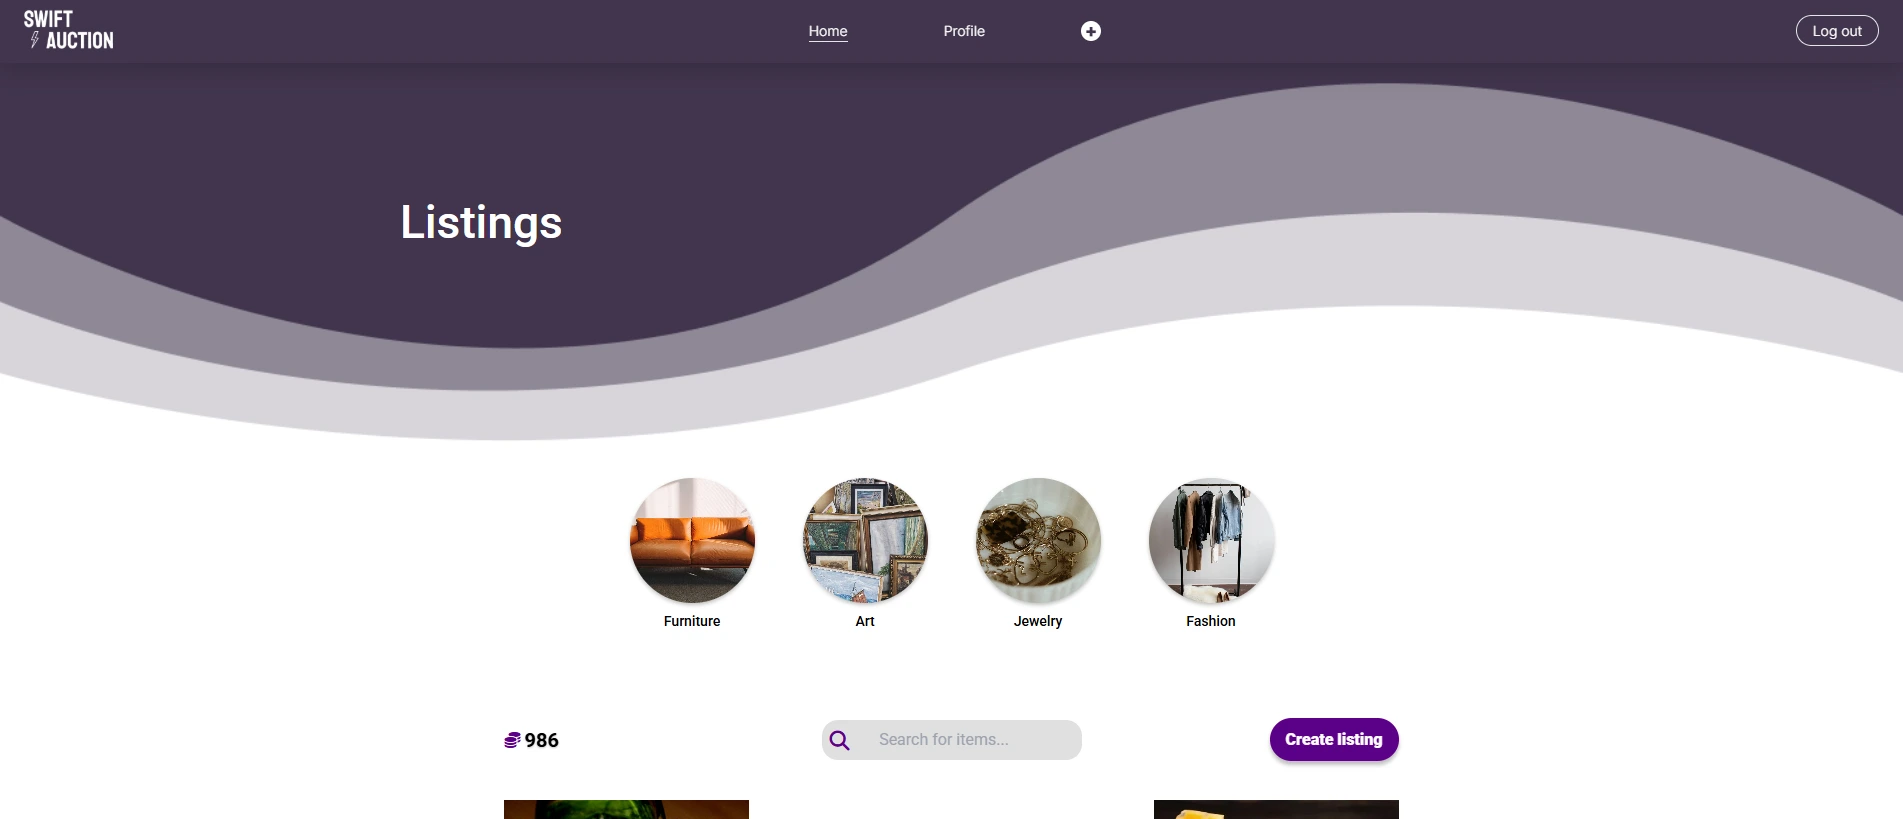 SWIFT
AUCTION
Home
Profile
Log out
Listings
Furniture
Art
Jewelry
Fashion
986
Search for items...
Create listing